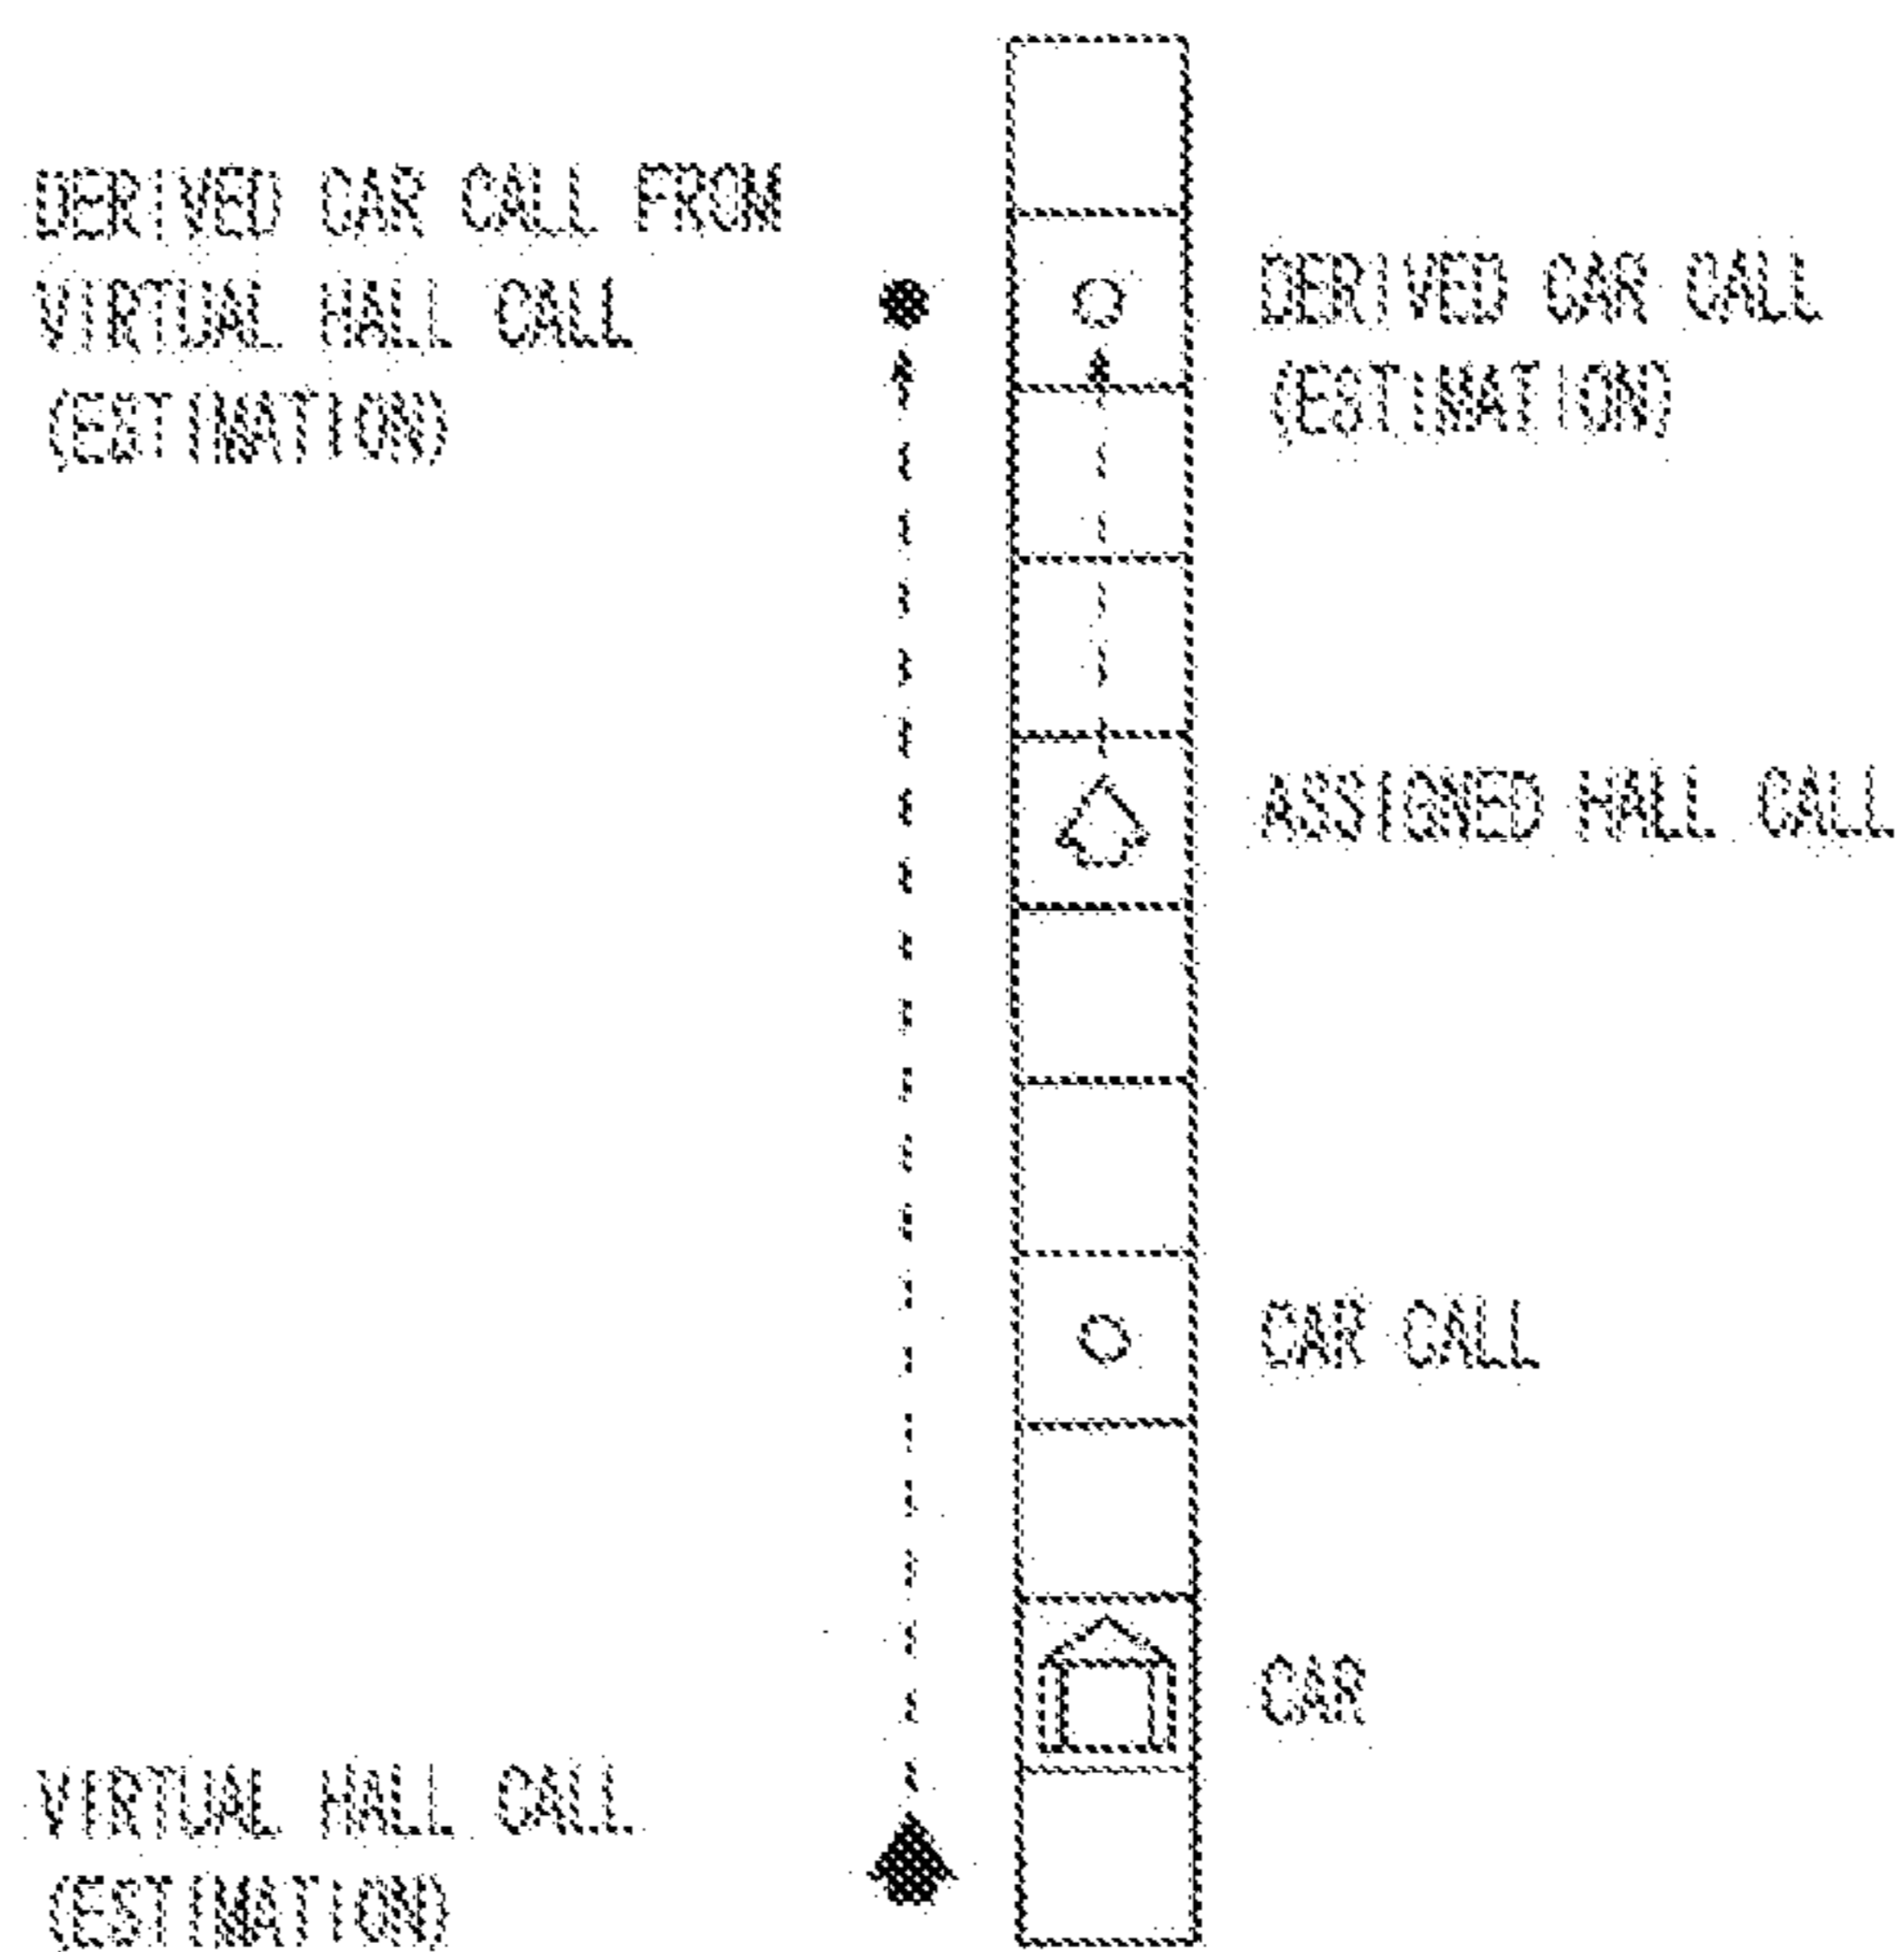 DERIVED CAR CALL FROM
VIRTUAL HALL CALL
(ESTIMATION)
DERIVED CAR CALL
(ESTIMATION)
ASSIGNED HALL CALL
CAR CALL
CAR
VIRTUAL HALL CALL
(ESTIMATION)